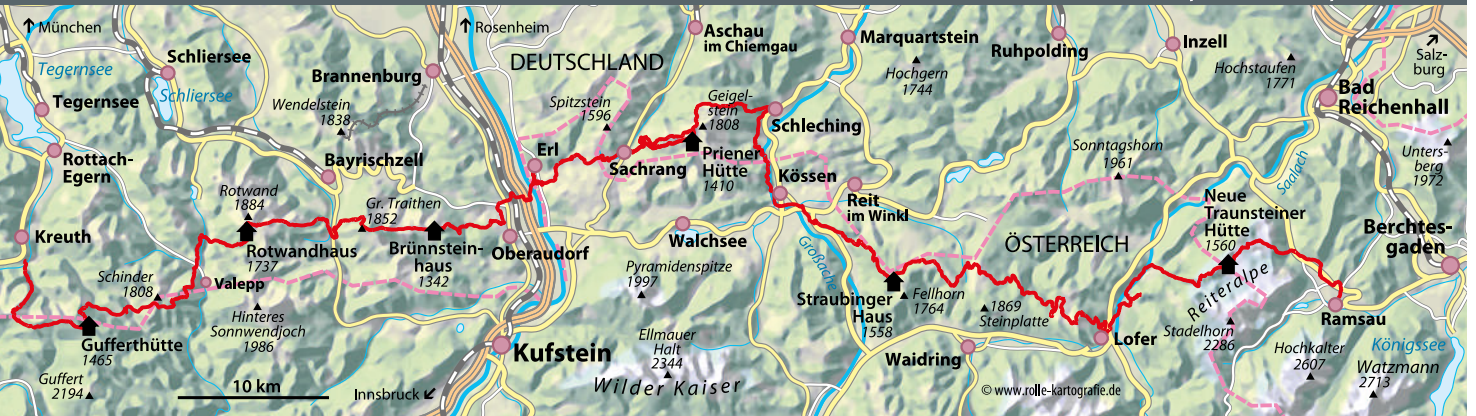 ↑ München
Tegernsee
Tegernsee
Rottach-
Egern
Kreuth
Schliersee
Schliersee
Brannenburg
Wendelstein
1838
Bayrischzell
Rotwand
1884
Rotwandhaus
1737
Gr. Traithen
1852
Brünnstein-
haus
1342
Schinder
1808
Valepp
Hinteres
Sonnwendjoch
1986
Gufferthütte
1465
Guffert
2194
10 km
Innsbruck ↙
↑ Rosenheim
DEUTSCHLAND
Spitzstein
1596
Erl
Oberaudorf
Kufstein
Sachrang
Aschau
im Chiemgau
Geigel-
stein
1808
Priener
Hütte
1410
Schleching
Kössen
Walchsee
Pyramidenspitze
1997
Ellmauer
Halt
2344
Wilder Kaiser
Marquartstein
Hochgern
1744
Reit
im Winkl
Großache
Straubinger
Haus
1558
Fellhorn
1764
1869
Steinplatte
Waidring
Lofer
© www.rolle-kartografie.de
Ruhpolding
Inzell
Sonntagshorn
1961
ÖSTERREICH
Hochstaufen
1771
Saalach
Bad
Reichenhall
↗
Salz-
burg
Unters-
berg
1972
Neue
Traunsteiner
Hütte
1560
Reiteralpe
Stadelhorn
2286
Berchtes-
gaden
Ramsau
Hochkalter
2607
Königssee
Watzmann
2713